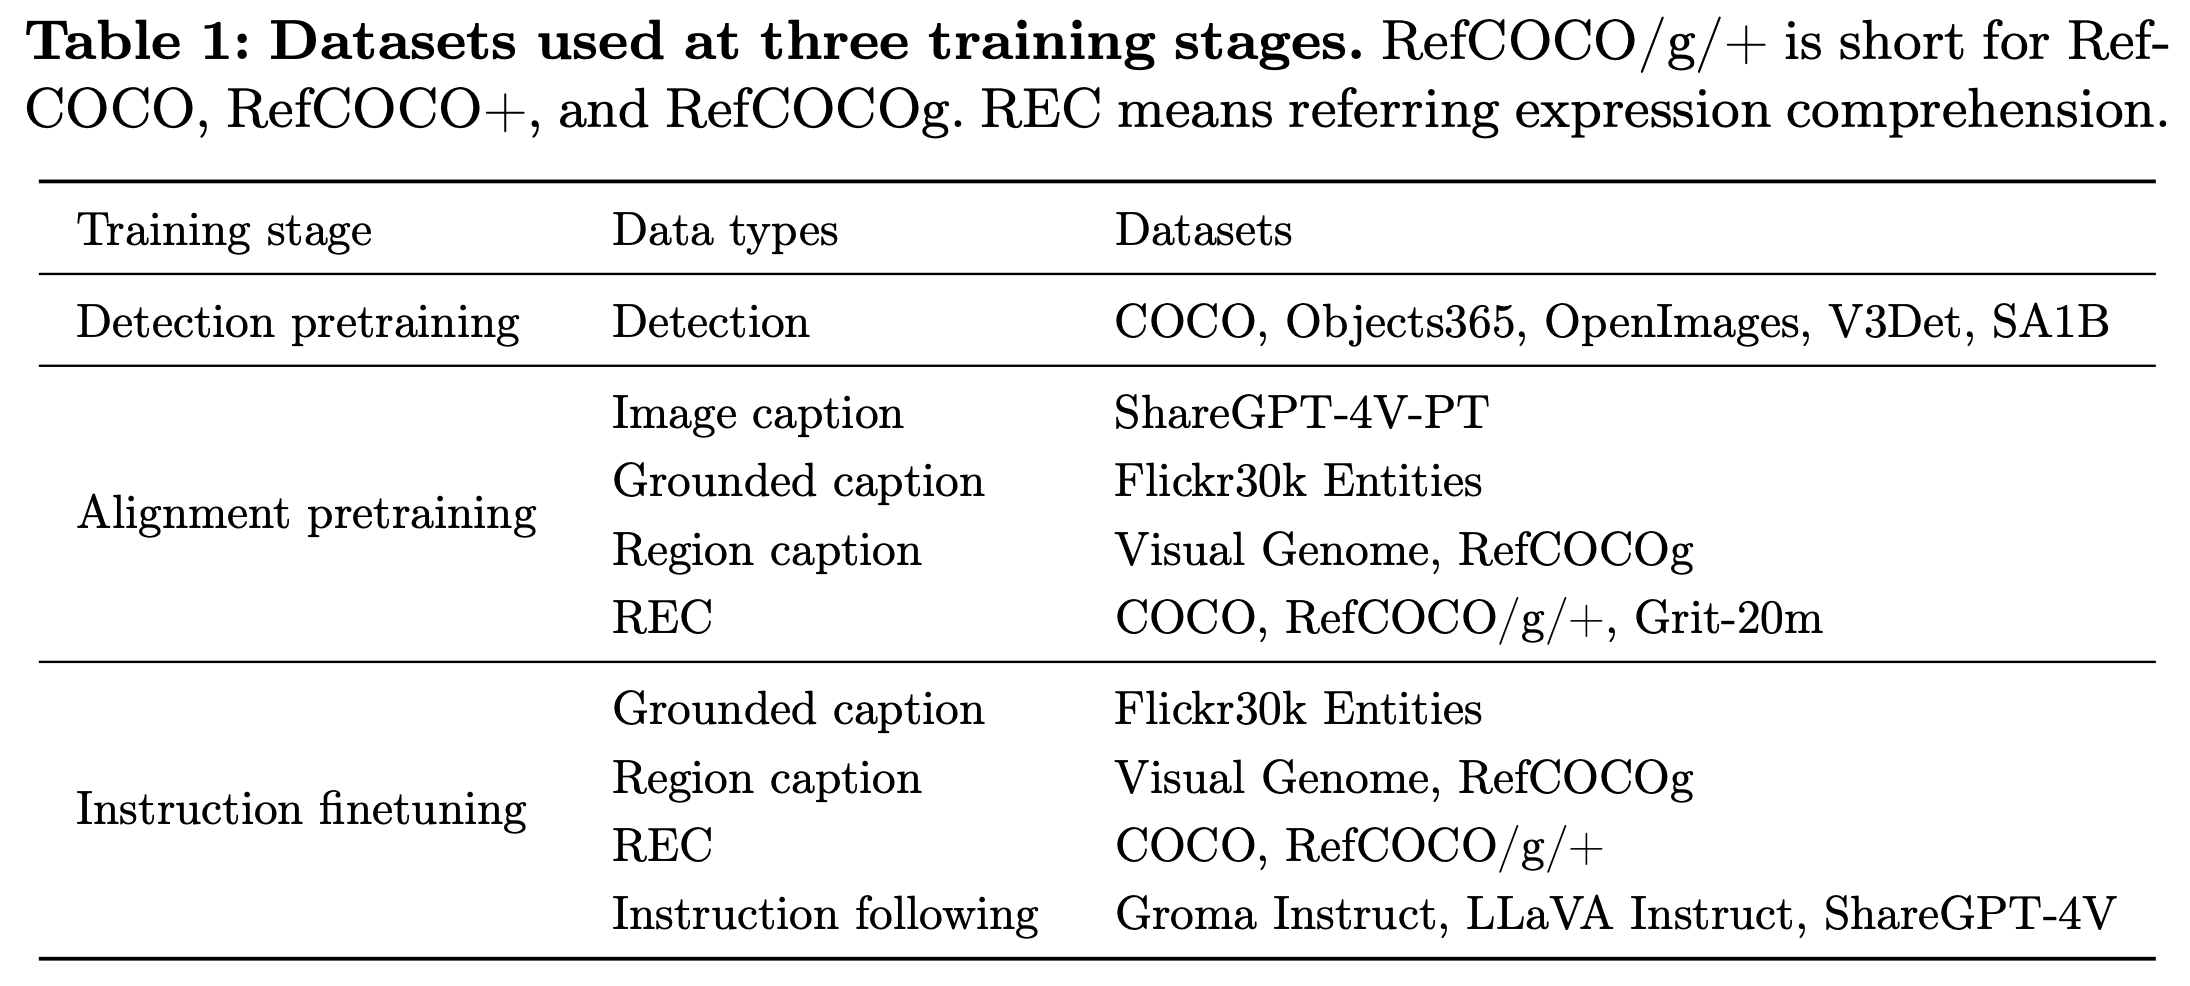 Table 1: Datasets used at three training stages. RefCOCO/g/+ is short for Ref-
COCO, RefCOCO+, and RefCOCOg. REC means referring expression comprehension.
Training stage Data types Datasets
Detection pretraining Detection COCO, Objects365, OpenImages, V3Det, SA1B
Alignment pretraining
Image caption ShareGPT-4V-PT
Grounded caption Flickr30k Entities
Region caption Visual Genome, RefCOCOg
REC COCO, RefCOCO/g/+, Grit-20m
Instruction finetuning
Grounded caption Flickr30k Entities
Region caption Visual Genome, RefCOCOg
REC COCO, RefCOCO/g/+
Instruction following Groma Instruct, LLaVA Instruct, ShareGPT-4V